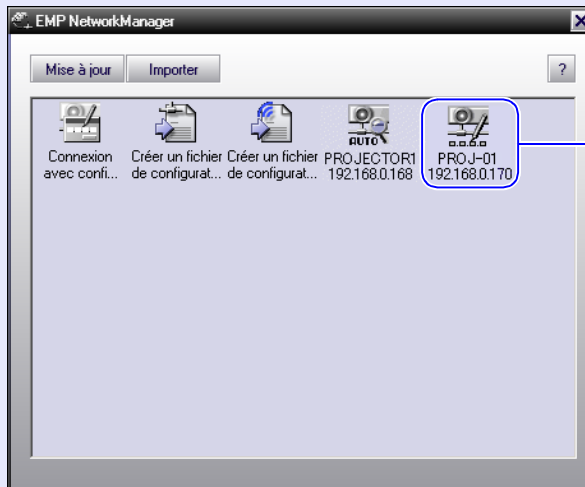 EMP NetworkManager
Mise à jour
Importer
?
Connexion
avec confi...
Créer un fichier
de configurat...
Créer un fichier
de configurat...
AUTO
PROJECTOR1
192.168.0.168
PROJ-01
192.168.0.170